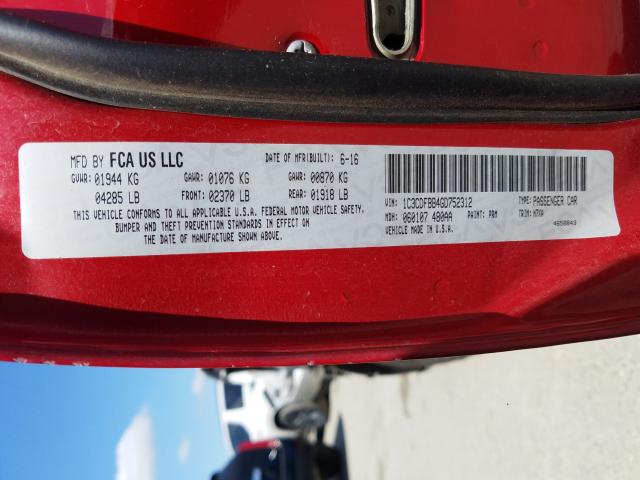 MFD BY FCA US LLC DATE OF MFR(BUILT): 6-16
GVWR: 01944 KG GAWR: 01076 KG GAWR: 00870 KG
04285 LB FRONT: 02370 LB REAR: 01918 LB
THIS VEHICLE CONFORMS TO ALL APPLICABLE U.S.A. FEDERAL MOTOR VEHICLE SAFETY,
BUMPER AND THEFT PREVENTION STANDARDS IN EFFECT ON
THE DATE OF MANUFACTURE SHOWN ABOVE.
VIN: 1C3CDFBB4GD752312 TYPE: PASSENGER CAR
MDH: 060107 480AA PAINT: PRM TRIM:
VEHICLE MADE IN U.S.A. 4650843